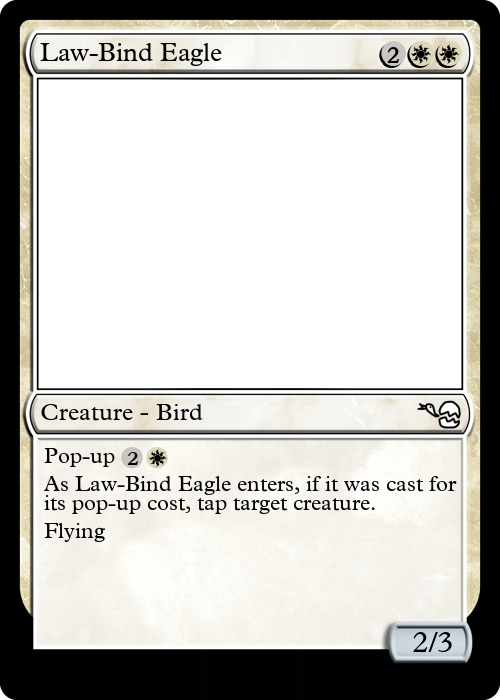 Law-Bind Eagle 2
Creature - Bird
Pop-up 2
As Law-Bind Eagle enters, if it was cast for
its pop-up cost, tap target creature.
Flying
2/3